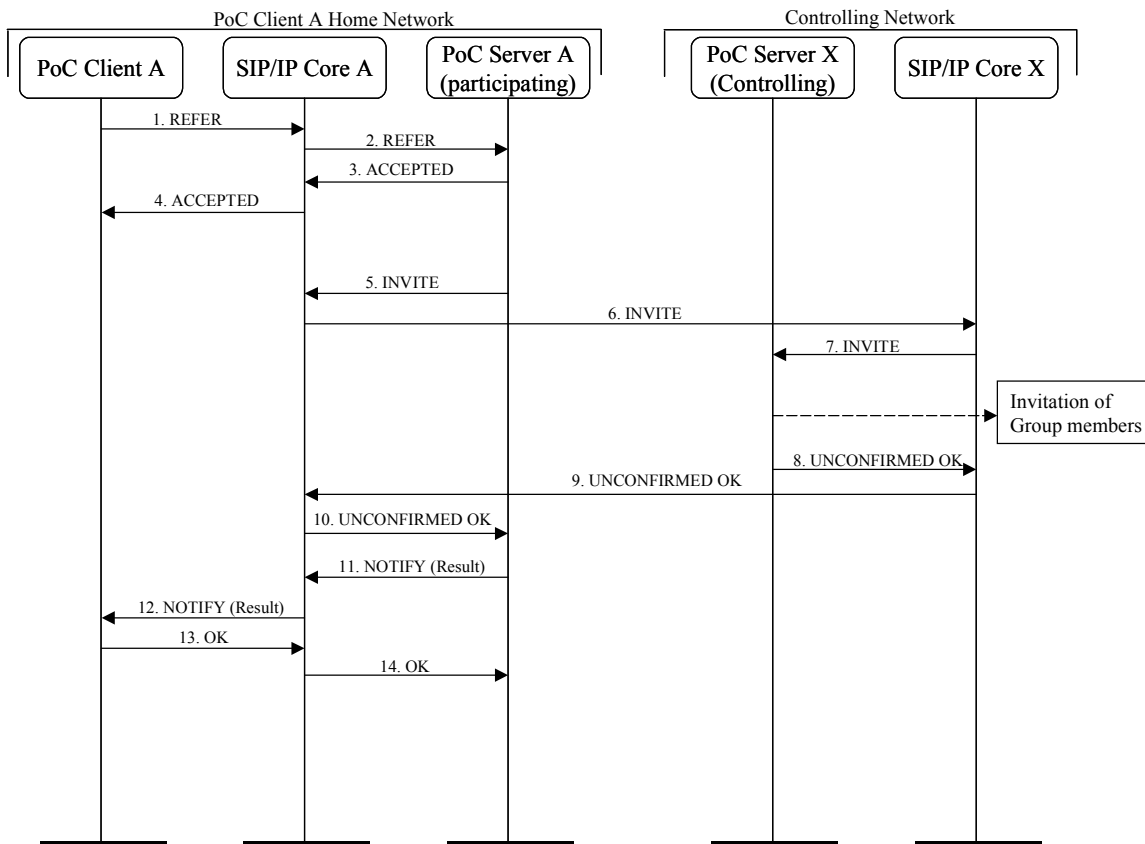 PoC Client A Home Network
Controlling Network
PoC Client A
SIP/IP Core A
PoC Server A
(participating)
PoC Server X
(Controlling)
SIP/IP Core X
1. REFER
2. REFER
3. ACCEPTED
4. ACCEPTED
5. INVITE
6. INVITE
7. INVITE
Invitation of
Group members
8. UNCONFIRMED OK
9. UNCONFIRMED OK
10. UNCONFIRMED OK
11. NOTIFY (Result)
12. NOTIFY (Result)
13. OK
14. OK